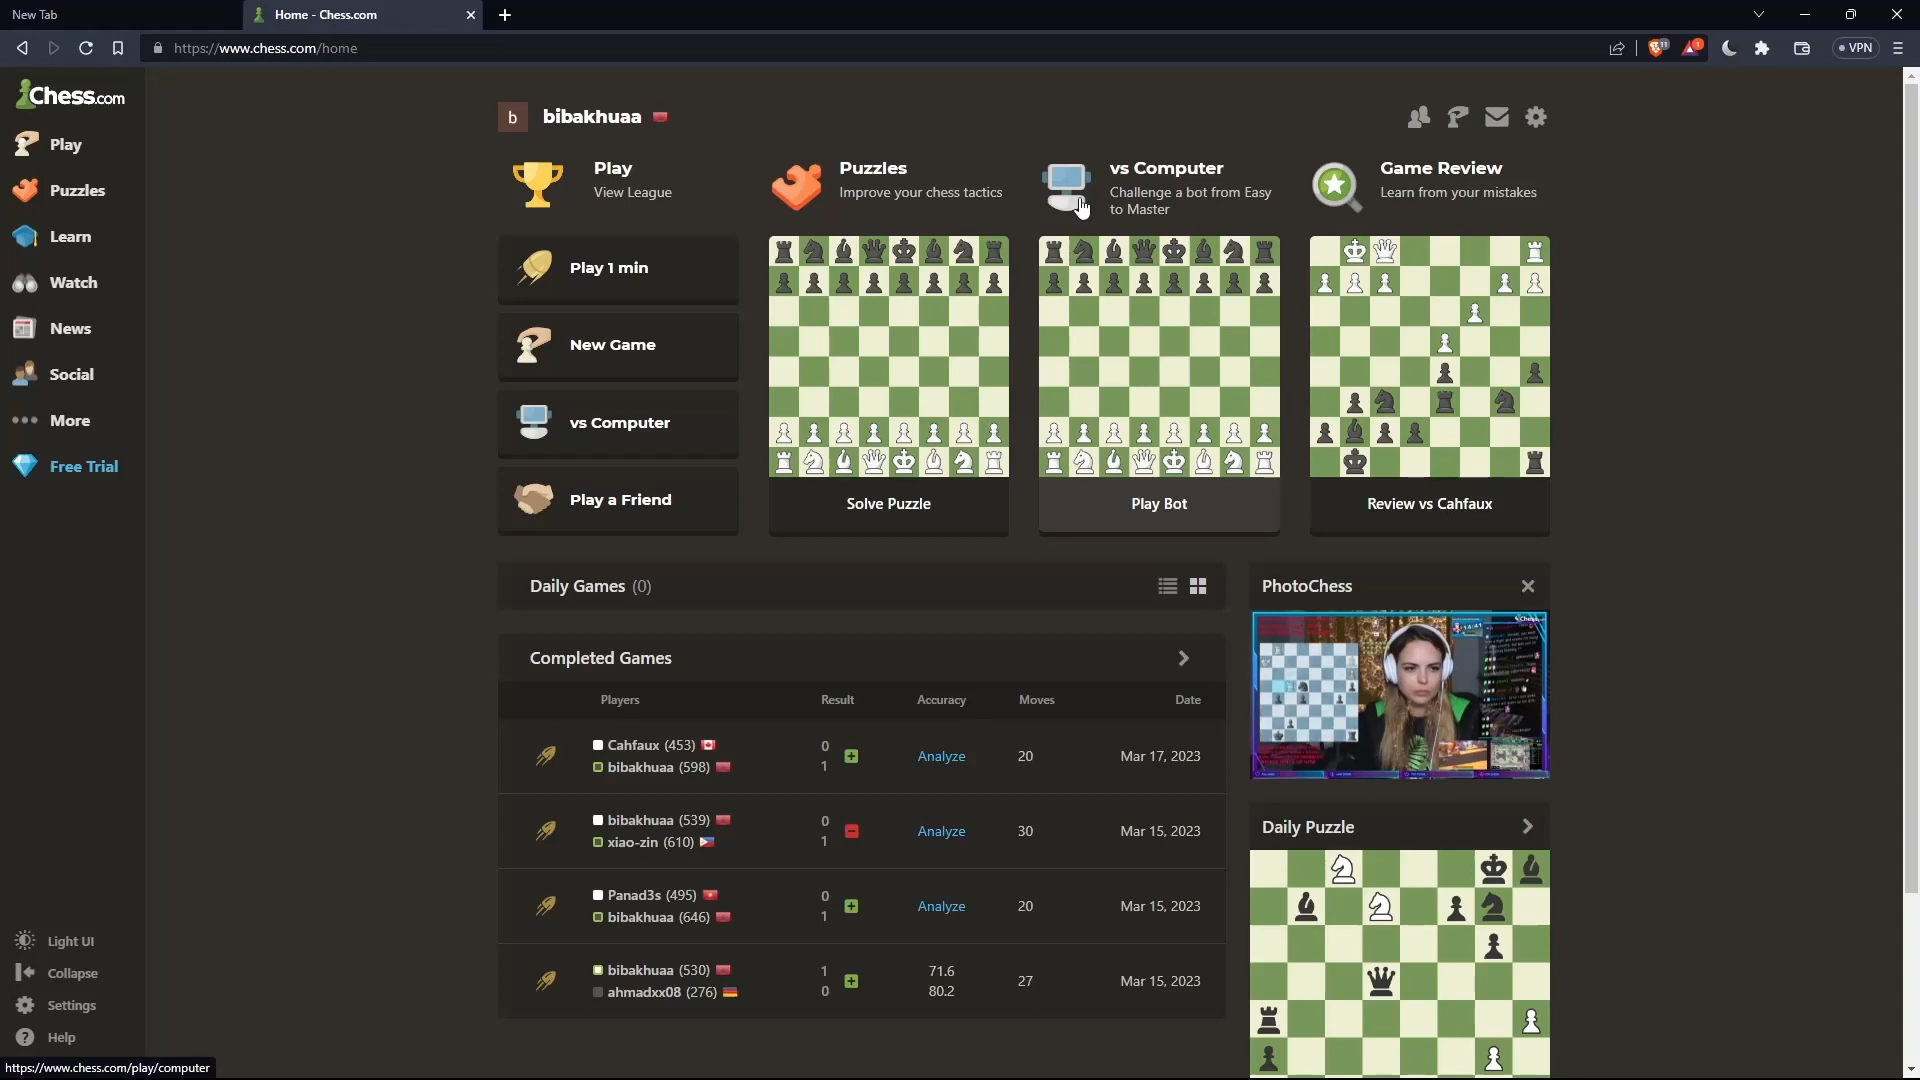 New Tab
Home - Chess.com
https://www.chess.com/home
11
1
VPN
Chess.com
Play
Puzzles
Learn
Watch
News
Social
More
Free Trial
Light UI
Collapse
Settings
Help
https://www.chess.com/play/computer
b
bibakhuaa
Play
View League
Puzzles
Improve your chess tactics
vs Computer
Challenge a bot from Easy
to Master
Game Review
Learn from your mistakes
Play 1 min
New Game
vs Computer
Play a Friend
Solve Puzzle
Play Bot
Review vs Cahfaux
Daily Games (0)
Completed Games
Players Result Accuracy Moves Date
Cahfaux (453) 0
bibakhuaa (598) 1
Analyze 20 Mar 17, 2023
bibakhuaa (539) 0
xiao-zin (610) 1
Analyze 30 Mar 15, 2023
Panad3s (495) 0
bibakhuaa (646) 1
Analyze 20 Mar 15, 2023
bibakhuaa (530) 1 71.6
ahmadxx08 (276) 0 80.2
27 Mar 15, 2023
PhotoChess
Daily Puzzle